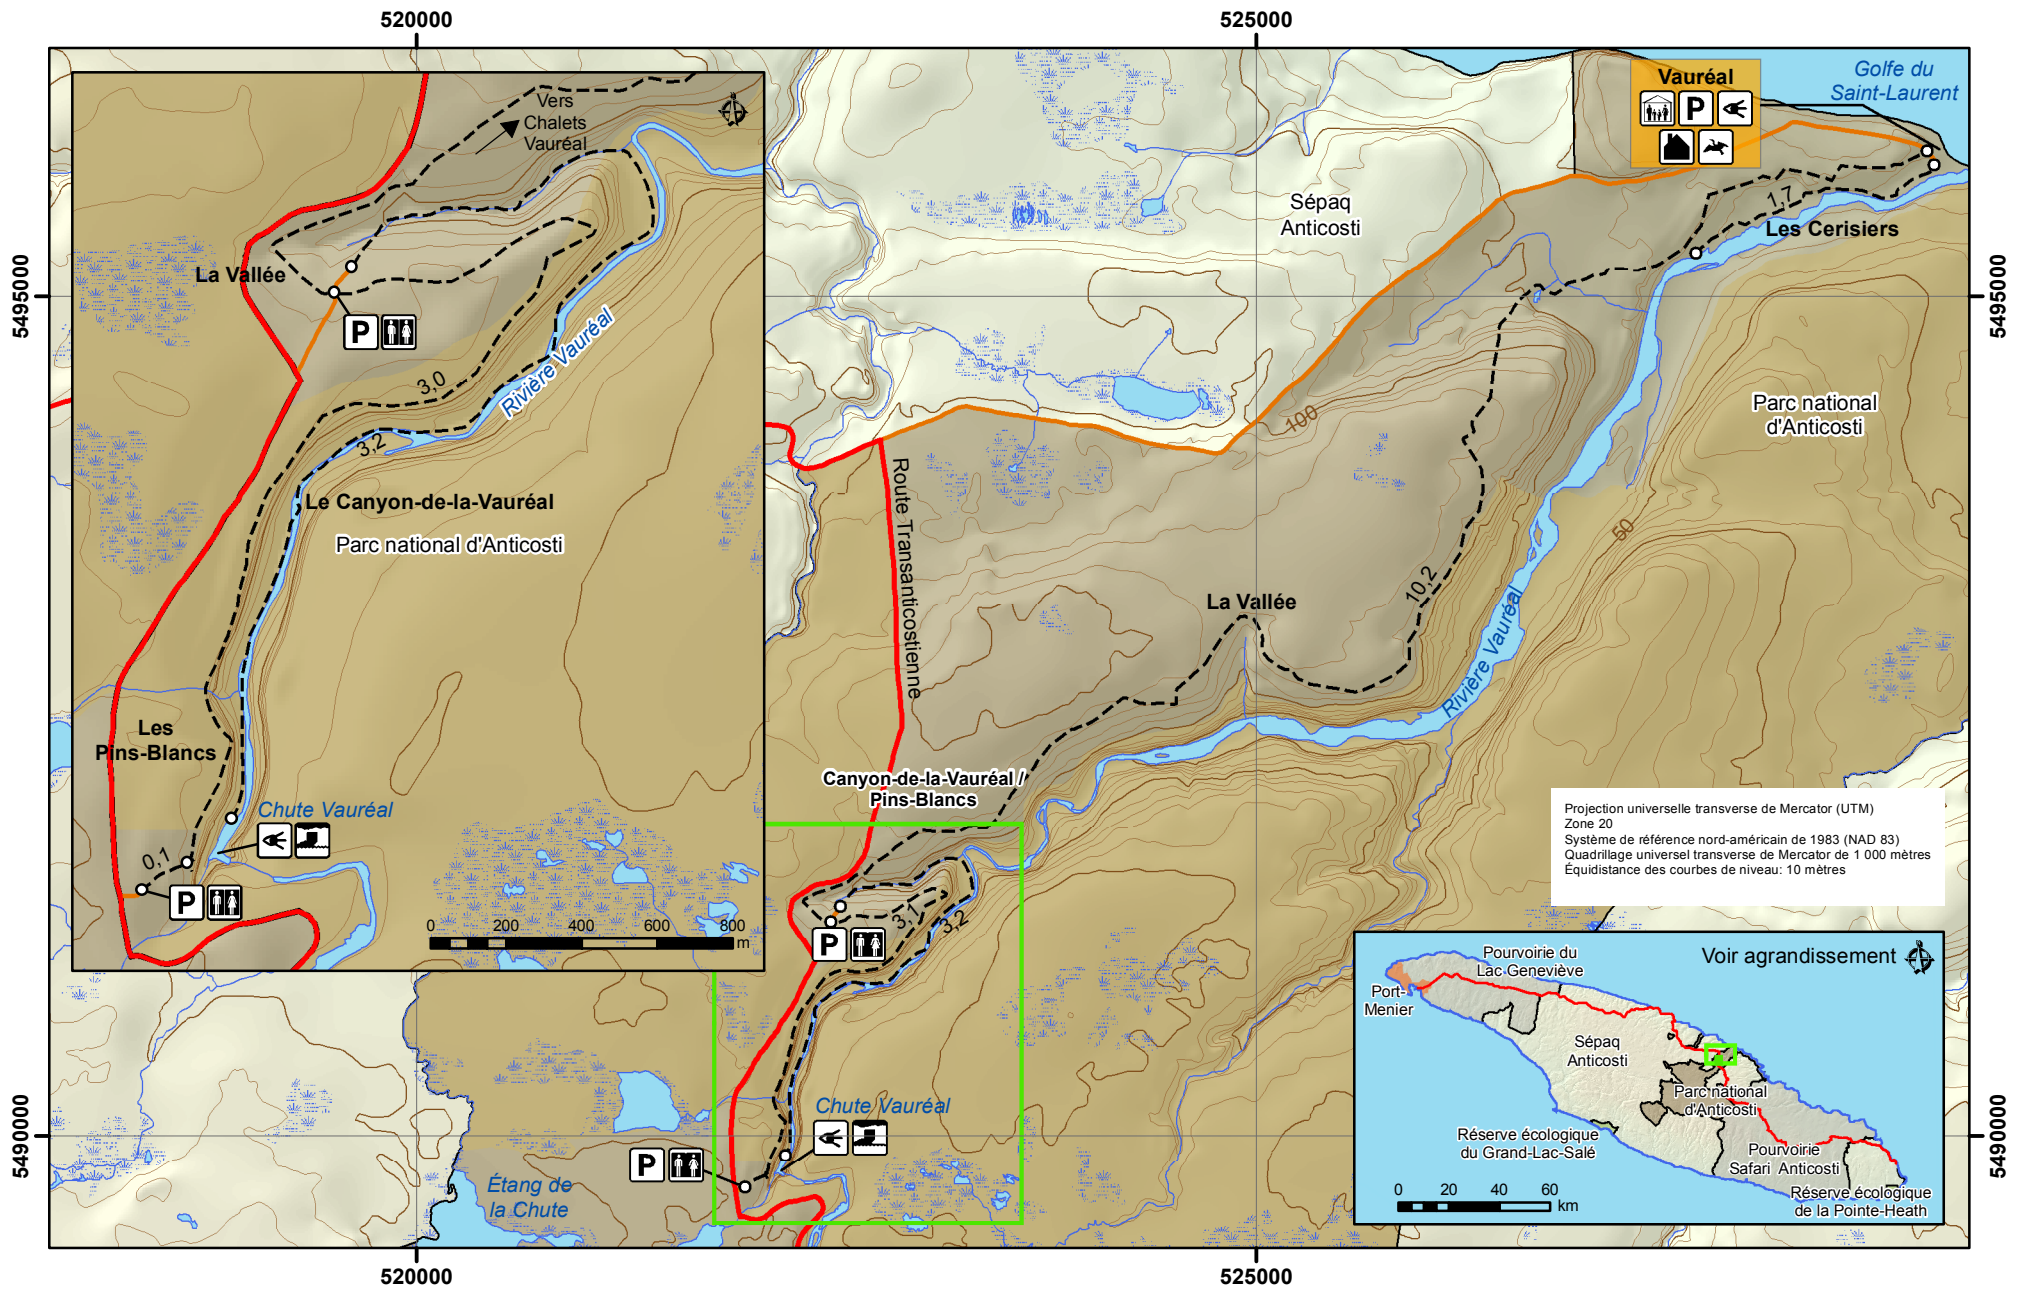 520000
525000
Vers
Chalets
Vauréal
La Vallée
P
3,0
Rivière Vauréal
3,2
Le Canyon-de-la-Vauréal
Parc national d'Anticosti
Les
Pins-Blancs
Chute Vauréal
0,1
P
0 200 400 600 800
m
Vauréal
P
Golfe du
Saint-Laurent
Sépaq
Anticosti
1,7
Les Cerisiers
5495000
5495000
Parc national
d'Anticosti
100
50
Route Transanticostienne
La Vallée
10,2
Rivière Vauréal
Canyon-de-la-Vauréal /
Pins-Blancs
3,1
3,2
P
Chute Vauréal
P
Étang de
la Chute
5490000
5490000
Projection universelle transverse de Mercator (UTM)
Zone 20
Système de référence nord-américain de 1983 (NAD 83)
Quadrillage universel transverse de Mercator de 1 000 mètres
Équidistance des courbes de niveau: 10 mètres
Voir agrandissement
Pourvoirie du
Lac Geneviève
Port-
Menier
Sépaq
Anticosti
Parc national
d'Anticosti
Réserve écologique
du Grand-Lac-Salé
Pourvoirie
Safari Anticosti
Réserve écologique
de la Pointe-Heath
0 20 40 60
km
520000
525000